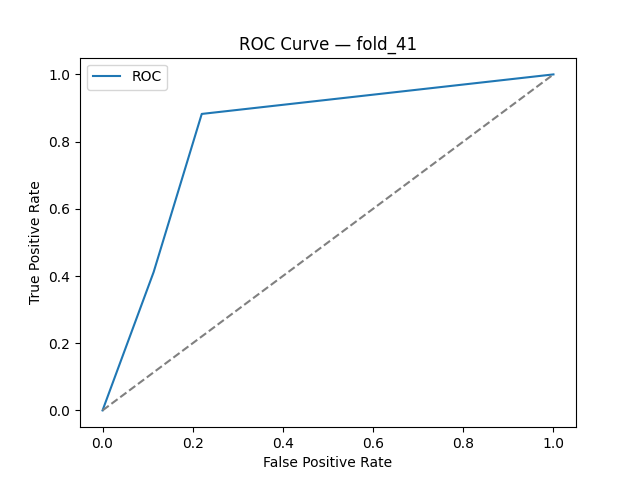 ROC Curve — fold_41
ROC
True Positive Rate
1.0
0.8
0.6
0.4
0.2
0.0
0.0 0.2 0.4 0.6 0.8 1.0
False Positive Rate